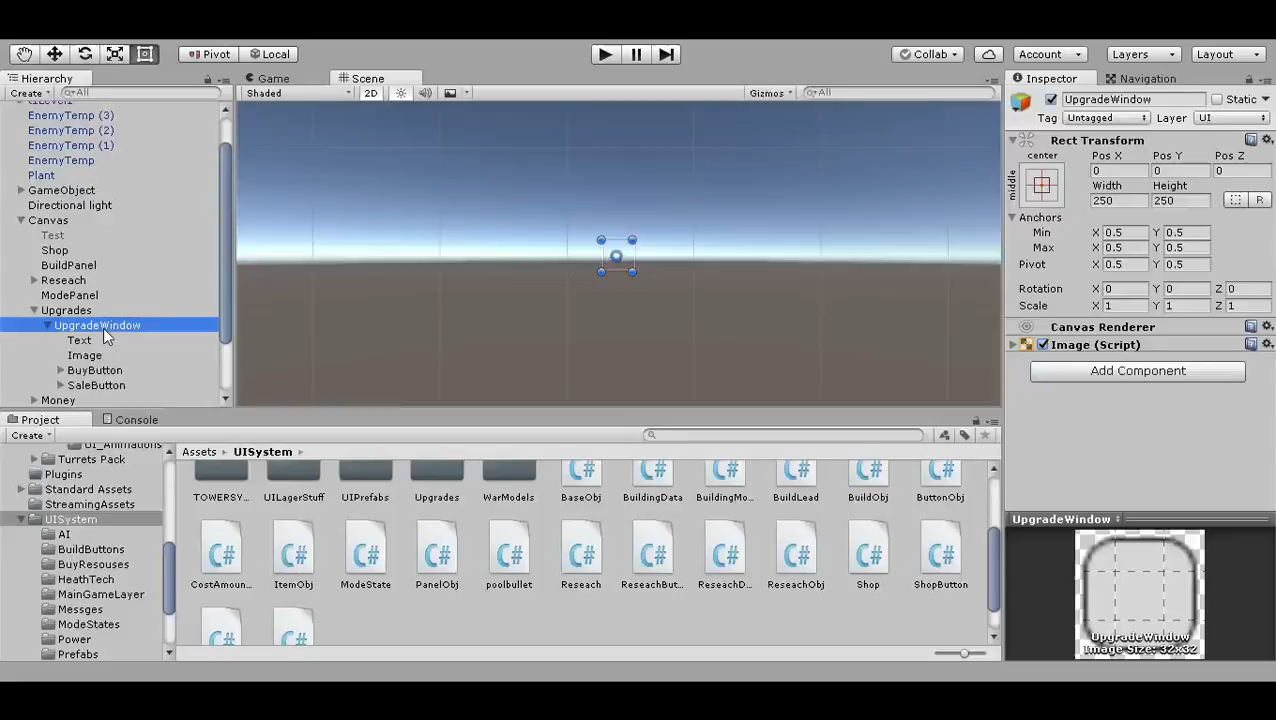 Pivot Local Collab Account Layers Layout
Hierarchy Game Scene Inspector Navigation
Create All Shaded 2D Gizmos All UpgradeWindow Static
EnemyTemp (3) Tag Untagged Layer UI
EnemyTemp (2)
EnemyTemp (1) Rect Transform
EnemyTemp center Pos X Pos Y Pos Z
Plant middle 0 0 0
GameObject Width Height
Directional light 250 250 R
Canvas Anchors
Test Min X 0.5 Y 0.5
Shop Max X 0.5 Y 0.5
BuildPanel Pivot X 0.5 Y 0.5
Reseach Rotation X 0 Y 0 Z 0
ModePanel Scale X 1 Y 1 Z 1
Upgrades
UpgradeWindow Canvas Renderer
Text Image (Script)
Image
BuyButton Add Component
SaleButton
Money
Project Console
Create
UI_Animations Assets UISystem
Turrets Pack
Plugins
Standard Assets TOWERSY... UILagerStuff UIPrefabs Upgrades WarModels BaseObj BuildingData BuildingMo... BuildLead BuildObj ButtonObj
StreamingAssets
UISystem UpgradeWindow
AI
BuildButtons
BuyResouses
HeathTech CostAmoun... ItemObj ModeState PanelObj poolbullet Reseach ReseachBut... ReseachD... ReseachObj Shop ShopButton
MainGameLayer
Messges
ModeStates
Power UpgradeWindow
Prefabs Image Size: 32x32